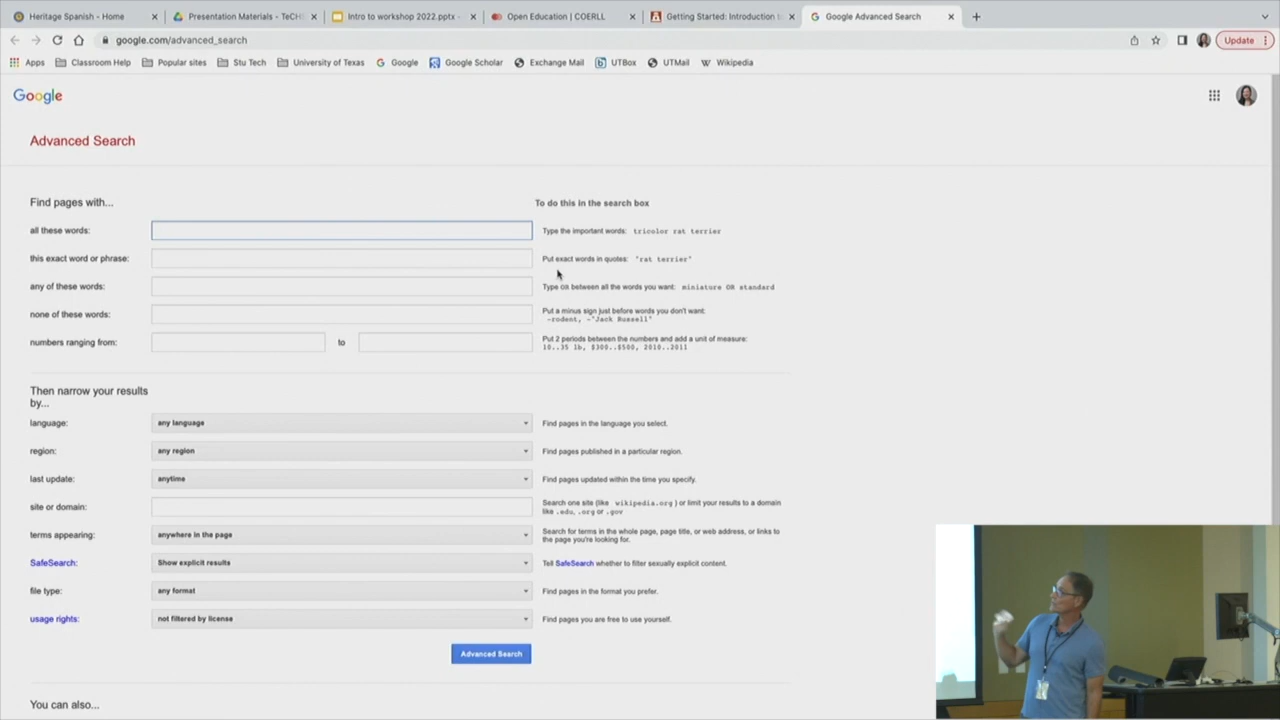 Heritage Spanish - Home
Presentation Materials - TeCHS
Intro to workshop 2022.pptx -
Open Education | COERLL
Getting Started: Introduction t
Google Advanced Search
google.com/advanced_search
Update
Apps
Classroom Help
Popular sites
Stu Tech
University of Texas
Google
Google Scholar
Exchange Mail
UTBox
UTMail
Wikipedia
Google
Advanced Search
Find pages with...
To do this in the search box
all these words:
Type the important words: tricolor rat terrier
this exact word or phrase:
Put exact words in quotes: "rat terrier"
any of these words:
Type OR between all the words you want: miniature OR standard
none of these words:
Put a minus sign just before words you don't want:
-rodent, -"Jack Russell"
numbers ranging from:
to
Put 2 periods between the numbers and add a unit of measure:
10..35 lb, $300..$500, 2010..2011
Then narrow your results
by...
language:
any language
Find pages in the language you select.
region:
any region
Find pages published in a particular region.
last update:
anytime
Find pages updated within the time you specify.
site or domain:
Search one site (like wikipedia.org ) or limit your results to a domain
like .edu, .org or .gov
terms appearing:
anywhere in the page
Search for terms in the whole page, page title, or web address, or links to
the page you're looking for.
SafeSearch:
Show explicit results
Tell SafeSearch whether to filter sexually explicit content.
file type:
any format
Find pages in the format you prefer.
usage rights:
not filtered by license
Find pages you are free to use yourself.
Advanced Search
You can also...